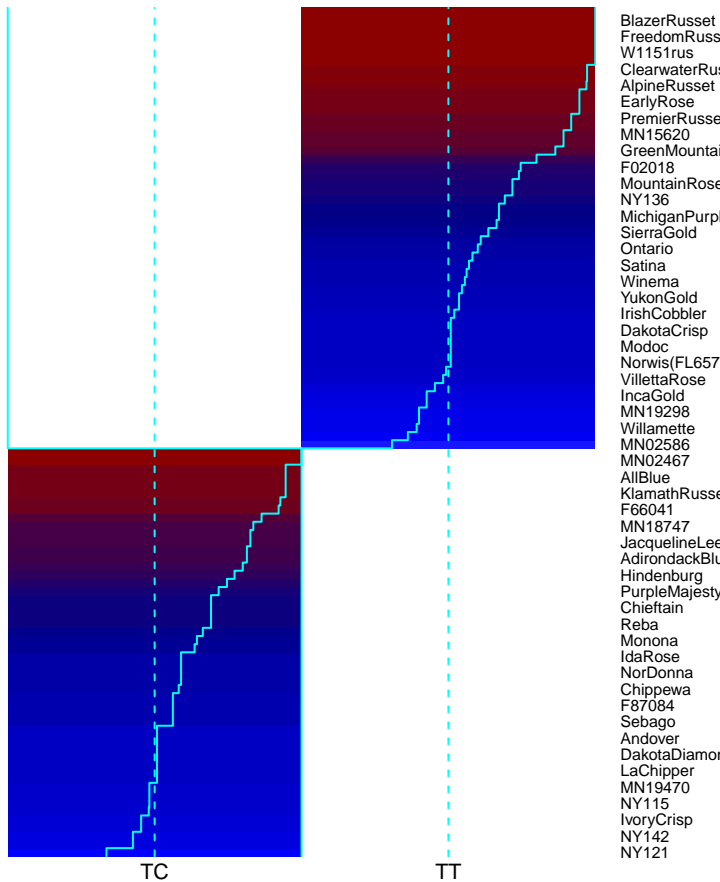 BlazerRusset
FreedomRuss
W1151rus
ClearwaterRus
AlpineRusset
EarlyRose
PremierRusse
MN15620
GreenMountai
F02018
MountainRose
NY136
MichiganPurpl
SierraGold
Ontario
Satina
Winema
YukonGold
IrishCobbler
DakotaCrisp
Modoc
Norwis(FL657
VillettaRose
IncaGold
MN19298
Willamette
MN02586
MN02467
AllBlue
KlamathRusse
F66041
MN18747
JacquelineLee
AdirondackBlu
Hindenburg
PurpleMajesty
Chieftain
Reba
Monona
IdaRose
NorDonna
Chippewa
F87084
Sebago
Andover
DakotaDiamon
LaChipper
MN19470
NY115
IvoryCrisp
NY142
NY121
TC TT